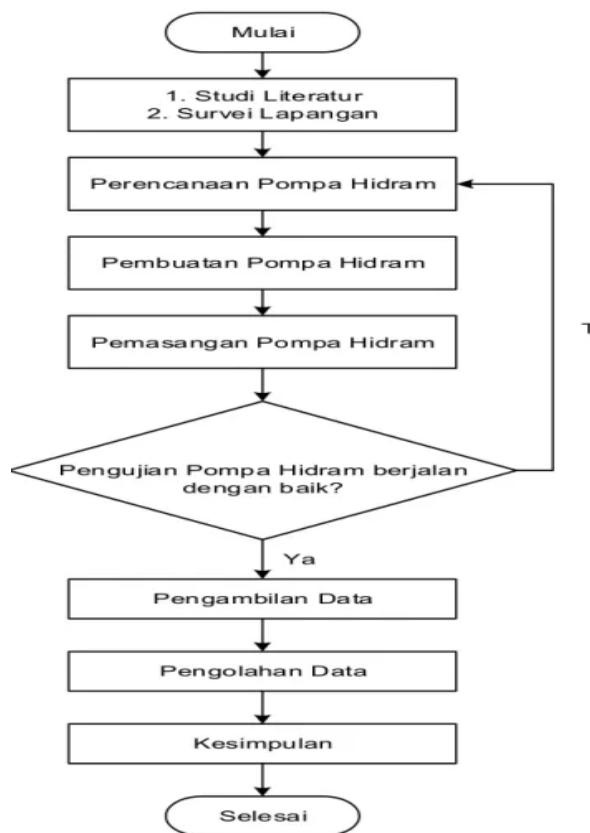 Mulai
1. Studi Literatur
2. Survei Lapangan
Perencanaan Pompa Hidram
Pembuatan Pompa Hidram
Pemasangan Pompa Hidram
Pengujian Pompa Hidram berjalan
dengan baik?
Ya
Pengambilan Data
Pengolahan Data
Kesimpulan
Selesai